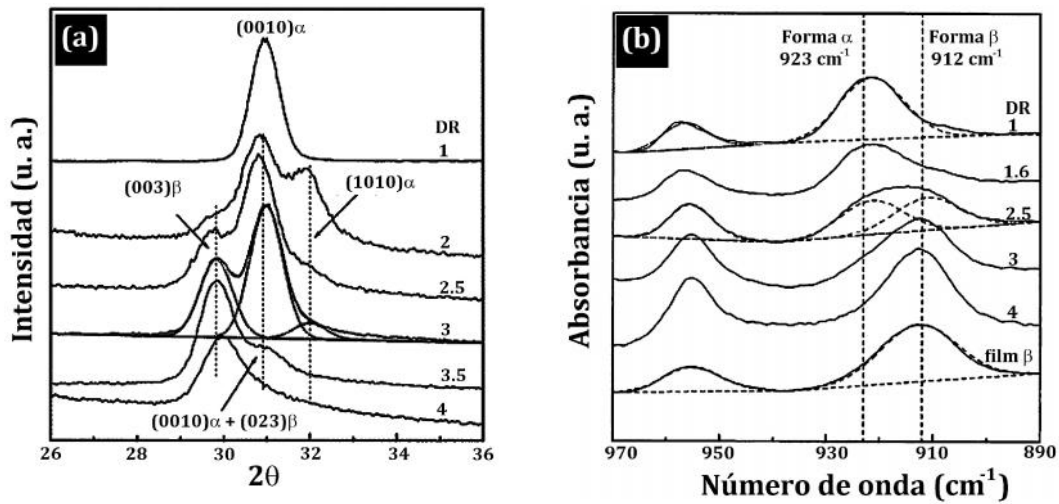 (a)
(0010)α
DR
1
(003)β
(1010)α
2
2.5
3
3.5
4
(0010)α + (023)β
Intensidad (u. a.)
26 28 30 32 34 36
2θ
(b)
Forma α
923 cm⁻¹
Forma β
912 cm⁻¹
DR
1
1.6
2.5
3
4
film β
Absorbancia (u. a.)
970 950 930 910 890
Número de onda (cm⁻¹)